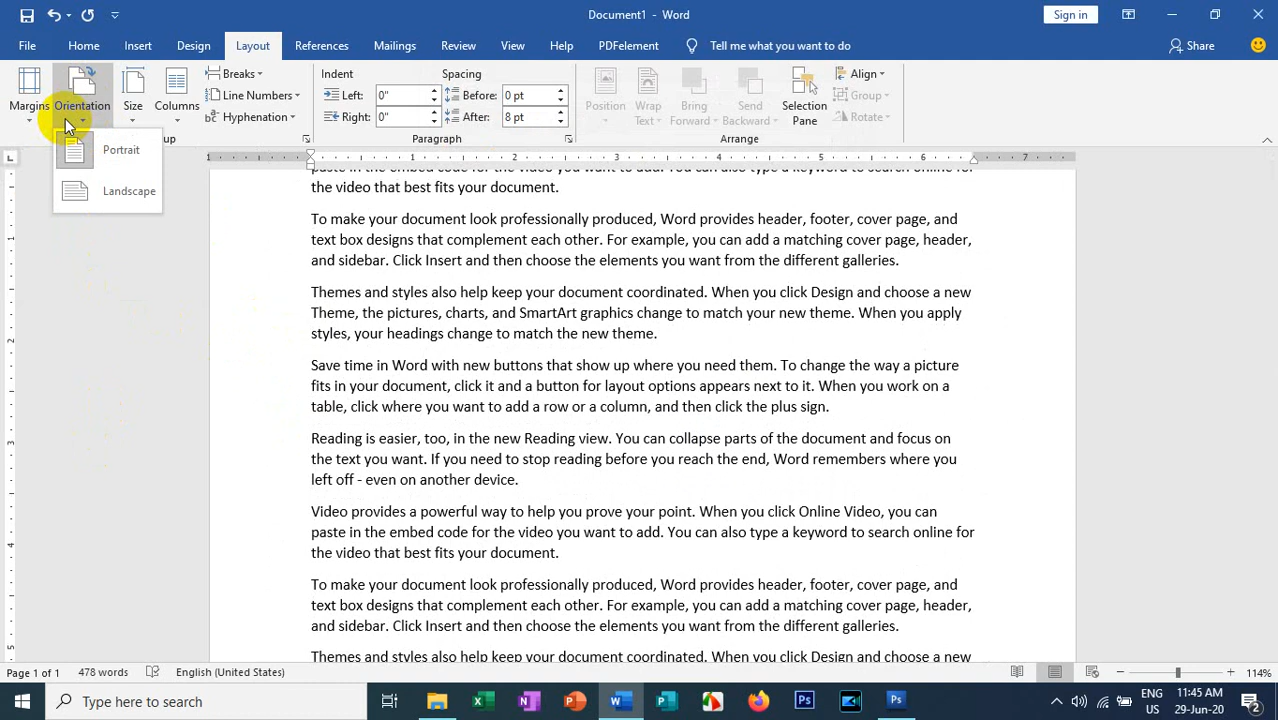 Document1 - Word
Sign in
File Home Insert Design Layout References Mailings Review View Help PDFelement Tell me what you want to do Share
Margins Orientation Size Columns
Breaks
Line Numbers
Hyphenation
Indent
Left: 0"
Right: 0"
Spacing
Before: 0 pt
After: 8 pt
Position
Wrap Text
Bring Forward
Send Backward
Selection Pane
Align
Group
Rotate
up
Paragraph
Arrange
Portrait
Landscape
1 1 2 3 4 5 6 7
1
2
3
4
5
paste in the embed code for the video you want to add. You can also type a keyword to search online for
the video that best fits your document.
To make your document look professionally produced, Word provides header, footer, cover page, and
text box designs that complement each other. For example, you can add a matching cover page, header,
and sidebar. Click Insert and then choose the elements you want from the different galleries.
Themes and styles also help keep your document coordinated. When you click Design and choose a new
Theme, the pictures, charts, and SmartArt graphics change to match your new theme. When you apply
styles, your headings change to match the new theme.
Save time in Word with new buttons that show up where you need them. To change the way a picture
fits in your document, click it and a button for layout options appears next to it. When you work on a
table, click where you want to add a row or a column, and then click the plus sign.
Reading is easier, too, in the new Reading view. You can collapse parts of the document and focus on
the text you want. If you need to stop reading before you reach the end, Word remembers where you
left off - even on another device.
Video provides a powerful way to help you prove your point. When you click Online Video, you can
paste in the embed code for the video you want to add. You can also type a keyword to search online for
the video that best fits your document.
To make your document look professionally produced, Word provides header, footer, cover page, and
text box designs that complement each other. For example, you can add a matching cover page, header,
and sidebar. Click Insert and then choose the elements you want from the different galleries.
Themes and styles also help keep your document coordinated. When you click Design and choose a new
Page 1 of 1 478 words English (United States) 114%
Type here to search
ENG
US
11:45 AM
29-Jun-20
2